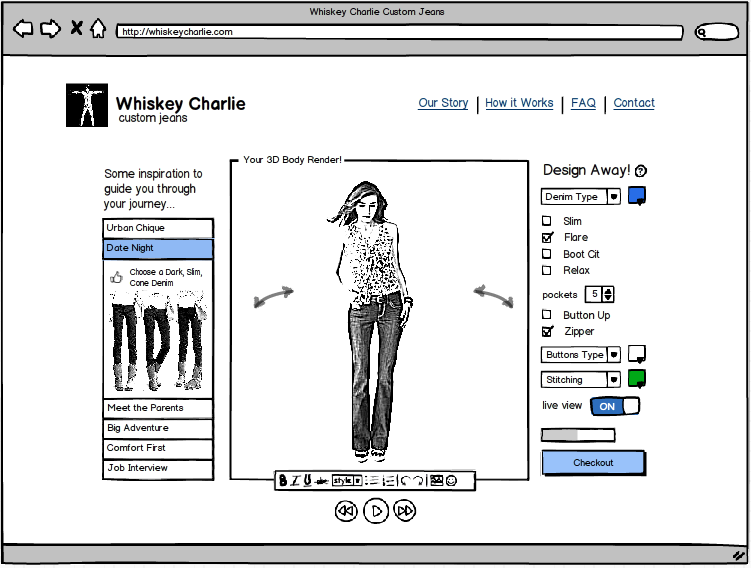 Whiskey Charlie Custom Jeans
http://whiskeycharlie.com
Whiskey Charlie
custom jeans
Our Story
How it Works
FAQ
Contact
Some inspiration to
guide you through
your journey...
Urban Chique
Date Night
Choose a Dark, Slim,
Cone Denim
Meet the Parents
Big Adventure
Comfort First
Job Interview
Your 3D Body Render!
B I U abc style
Design Away! ?
Denim Type
Slim
Flare
Boot Cit
Relax
pockets 5
Button Up
Zipper
Buttons Type
Stitching
live view ON
Checkout